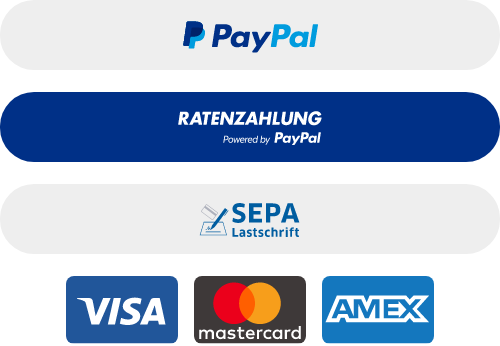 PayPal
RATENZAHLUNG
Powered by PayPal
SEPA
Lastschrift
VISA
mastercard
AMEX